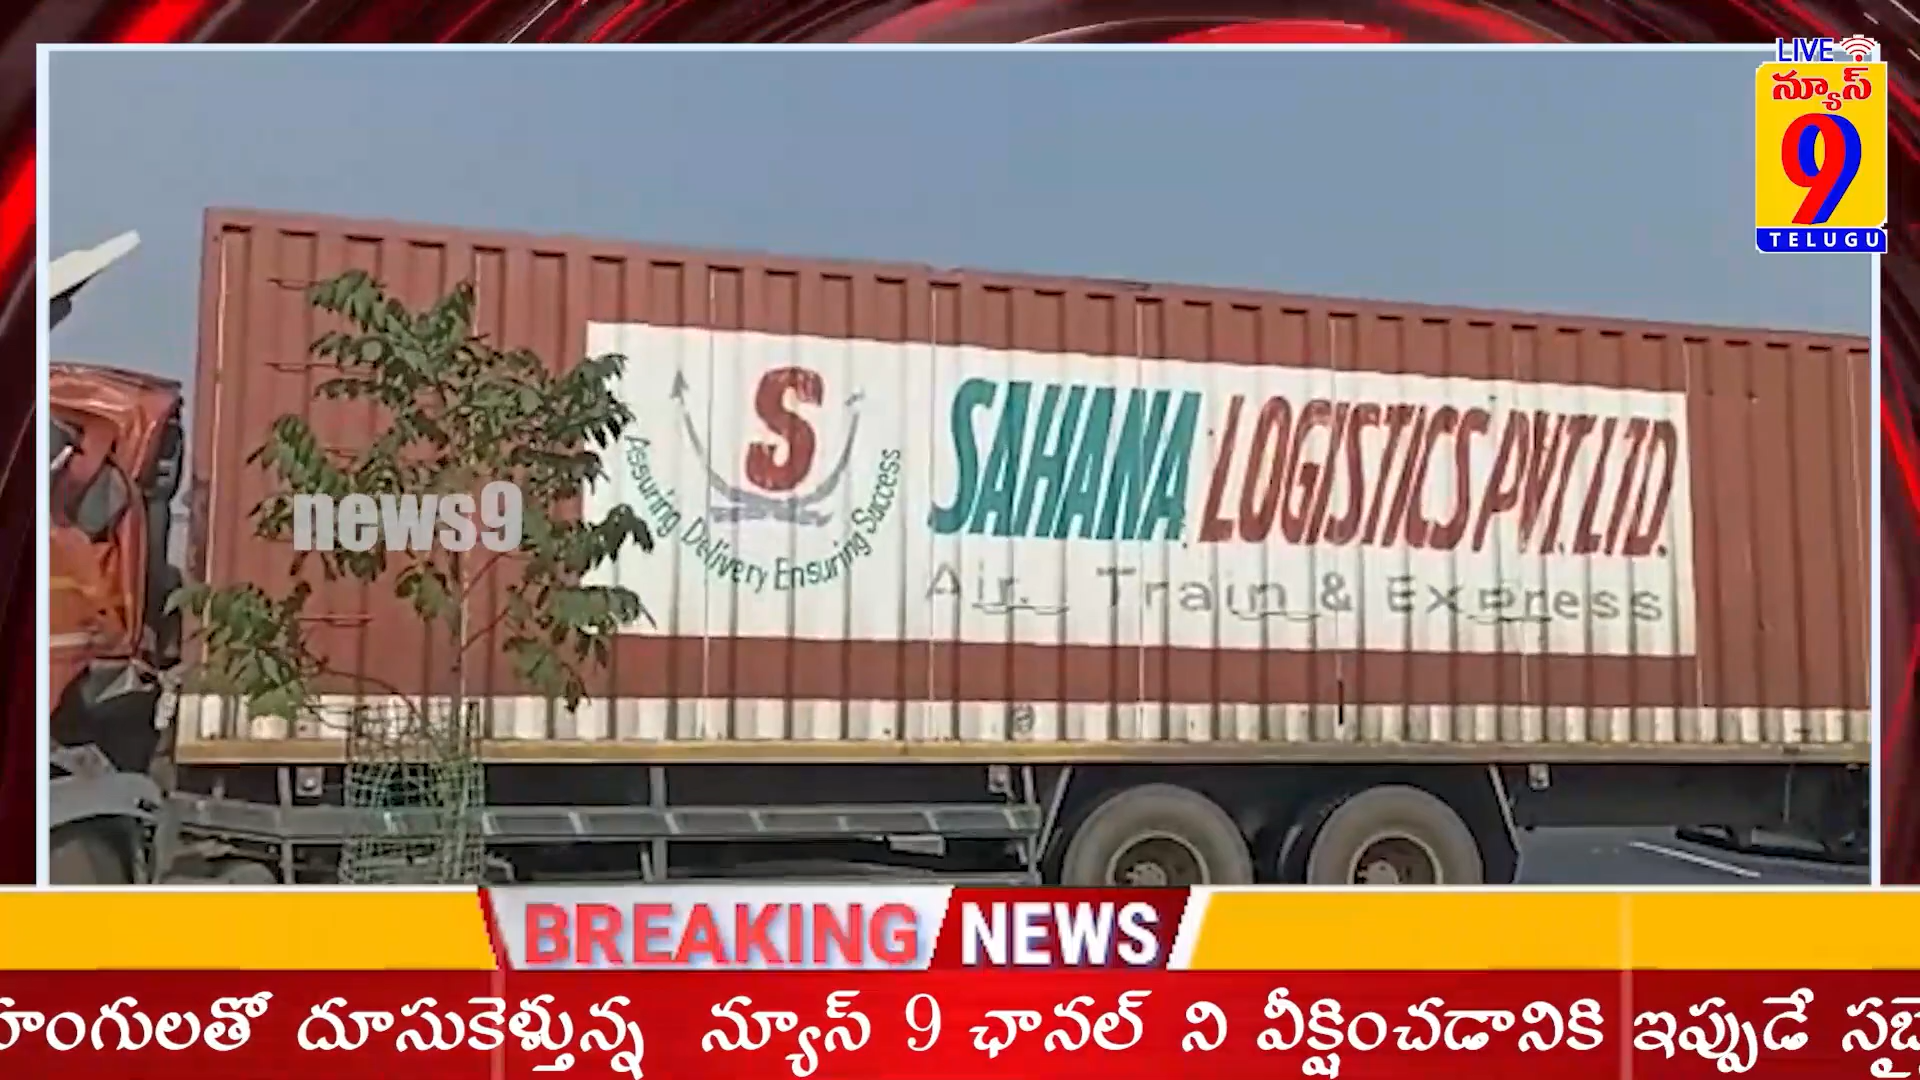 LIVE
న్యూస్
9
TELUGU
S
Assuring Delivery Ensuring Success
SAHANA LOGISTICS PVT. LTD.
Air, Train & Express
news9
BREAKING NEWS
హంగులతో దూసుకెళ్తున్న న్యూస్ 9 ఛానల్ ని వీక్షించడానికి ఇప్పుడే